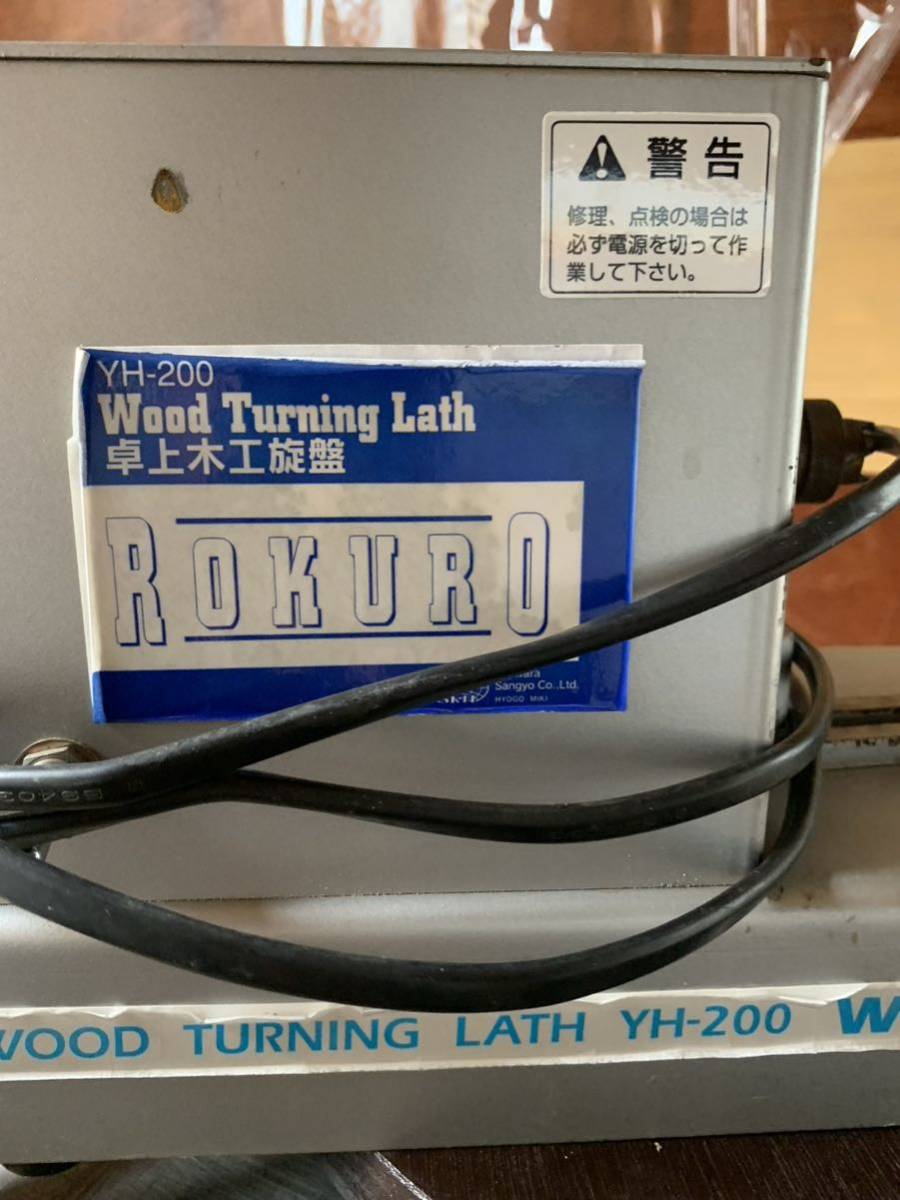 警告
修理、点検の場合は
必ず電源を切って作
業して下さい。
YH-200
Wood Turning Lath
卓上木工旋盤
ROKURO
Sangyo Co.,Ltd.
HYOGO MIKI
WOOD TURNING LATH YH-200 W